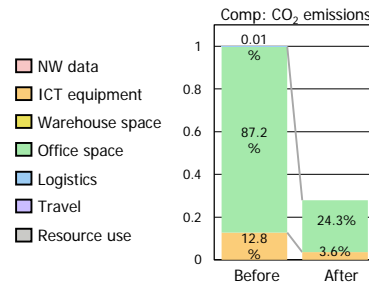 Comp: CO₂ emissions
NW data
ICT equipment
Warehouse space
Office space
Logistics
Travel
Resource use
1
0.8
0.6
0.4
0.2
0
0.01
%
87.2
%
12.8
%
24.3%
3.6%
Before
After